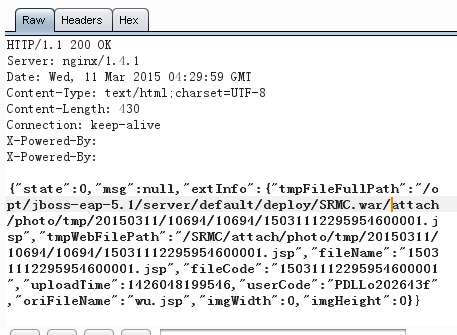 Raw Headers Hex
HTTP/1.1 200 OK
Server: nginx/1.4.1
Date: Wed, 11 Mar 2015 04:29:59 GMT
Content-Type: text/html;charset=UTF-8
Content-Length: 430
Connection: keep-alive
X-Powered-By:
X-Powered-By:
{"state":0,"msg":null,"extInfo":{"tmpFileFullPath":"/o
pt/jboss-eap-5.1/server/default/deploy/SRMC.war/attach
/photo/tmp/20150311/10694/10694/15031112295954600001.j
sp","tmpWebFilePath":"/SRMC/attach/photo/tmp/20150311/
10694/10694/15031112295954600001.jsp","fileName":"1503
1112295954600001.jsp","fileCode":"15031112295954600001
","uploadTime":1426048199546,"userCode":"PDLLo202643f"
,"oriFileName":"wu.jsp","imgWidth":0,"imgHeight":0}}